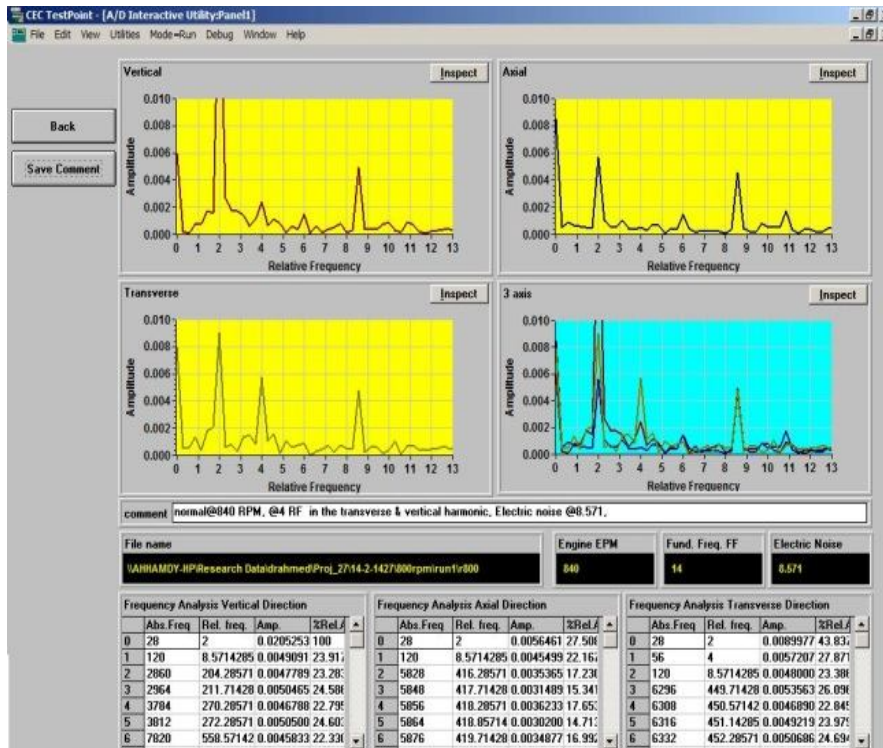 CEC TestPoint - [A/D Interactive Utility:Panel1]
File Edit View Utilities Mode=Run Debug Window Help
Back
Save Comment
Vertical
Inspect
0.010
0.008
0.006
0.004
0.002
0.000
Amplitude
0 1 2 3 4 5 6 7 8 9 10 11 12 13
Relative Frequency
Axial
Inspect
0.010
0.008
0.006
0.004
0.002
0.000
Amplitude
0 1 2 3 4 5 6 7 8 9 10 11 12 13
Relative Frequency
Transverse
Inspect
0.010
0.008
0.006
0.004
0.002
0.000
Amplitude
0 1 2 3 4 5 6 7 8 9 10 11 12 13
Relative Frequency
3 axis
Inspect
0.010
0.008
0.006
0.004
0.002
0.000
Amplitude
0 1 2 3 4 5 6 7 8 9 10 11 12 13
Relative Frequency
comment normal@840 RPM, @4 RF in the transverse & vertical harmonic, Electric noise @8.571,
File name
\\AHHAMDY-HP\Research Data\drahmed\Proj_27\14-2-1427\800rpm\run1\r800
Engine EPM
840
Fund. Freq. FF
14
Electric Noise
8.571
Frequency Analysis Vertical Direction
Abs.Freq Rel. freq. Amp. %Rel.A
0 28 2 0.0205253 100
1 120 8.5714285 0.0049091 23.917
2 2860 204.28571 0.0047789 23.283
3 2964 211.71428 0.0050465 24.586
4 3784 270.28571 0.0046788 22.795
5 3812 272.28571 0.0050500 24.603
6 7820 558.57142 0.0045833 22.330
Frequency Analysis Axial Direction
Abs.Freq Rel. freq. Amp. %Rel.A
0 28 2 0.0056461 27.508
1 120 8.5714285 0.0045499 22.167
2 5828 416.28571 0.0035365 17.230
3 5848 417.71428 0.0031489 15.341
4 5856 418.28571 0.0036233 17.653
5 5864 418.85714 0.0030200 14.713
6 5876 419.71428 0.0034877 16.992
Frequency Analysis Transverse Direction
Abs.Freq Rel. freq. Amp. %Rel.A
0 28 2 0.0089977 43.837
1 56 4 0.0057207 27.871
2 120 8.5714285 0.0048000 23.386
3 6296 449.71428 0.0053563 26.096
4 6308 450.57142 0.0046890 22.845
5 6316 451.14285 0.0049219 23.979
6 6332 452.28571 0.0050686 24.694